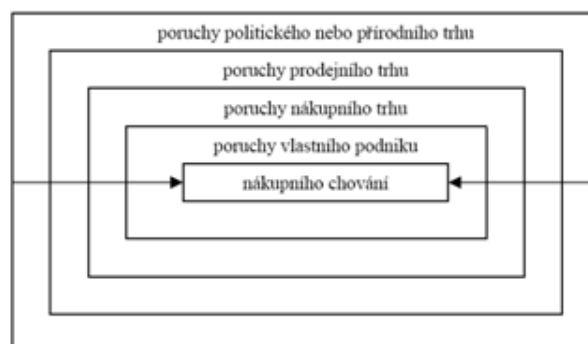 poruchy politického nebo přírodního trhu
poruchy prodejního trhu
poruchy nákupního trhu
poruchy vlastního podniku
nákupního chování